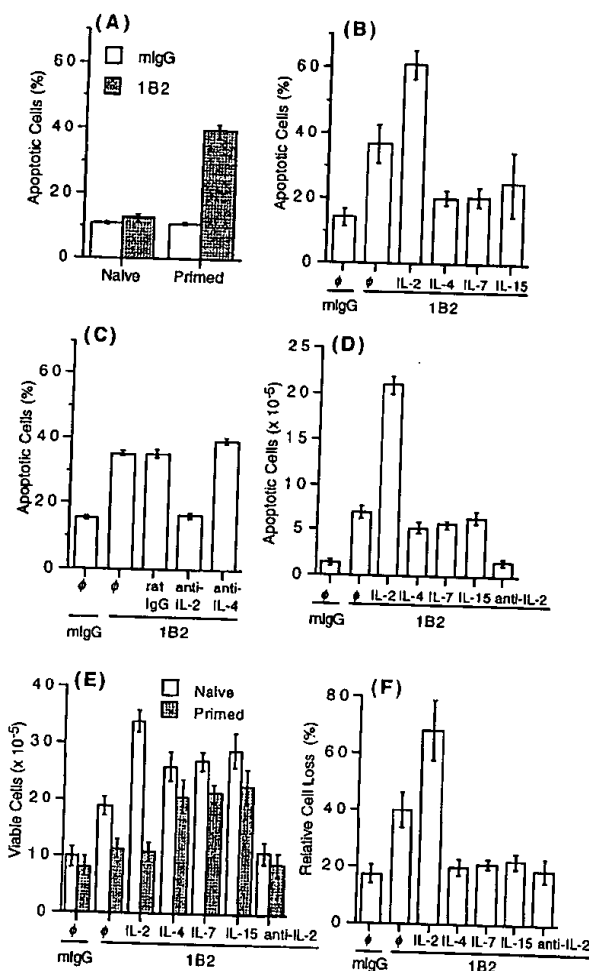 (A)
mIgG
1B2
Apoptotic Cells (%)
60
40
20
0
Naive
Primed
(B)
Apoptotic Cells (%)
60
40
20
0
ϕ ϕ IL-2 IL-4 IL-7 IL-15
mIgG 1B2
(C)
Apoptotic Cells (%)
60
40
20
0
ϕ ϕ rat IgG anti-IL-2 anti-IL-4
mIgG 1B2
(D)
Apoptotic Cells (x 10-5)
25
20
15
10
5
0
ϕ ϕ IL-2 IL-4 IL-7 IL-15 anti-IL-2
mIgG 1B2
(E)
Naive
Primed
Viable Cells (x 10-5)
40
30
20
10
0
ϕ ϕ IL-2 IL-4 IL-7 IL-15 anti-IL-2
mIgG 1B2
(F)
Relative Cell Loss (%)
80
60
40
20
0
ϕ ϕ IL-2 IL-4 IL-7 IL-15 anti-IL-2
mIgG 1B2